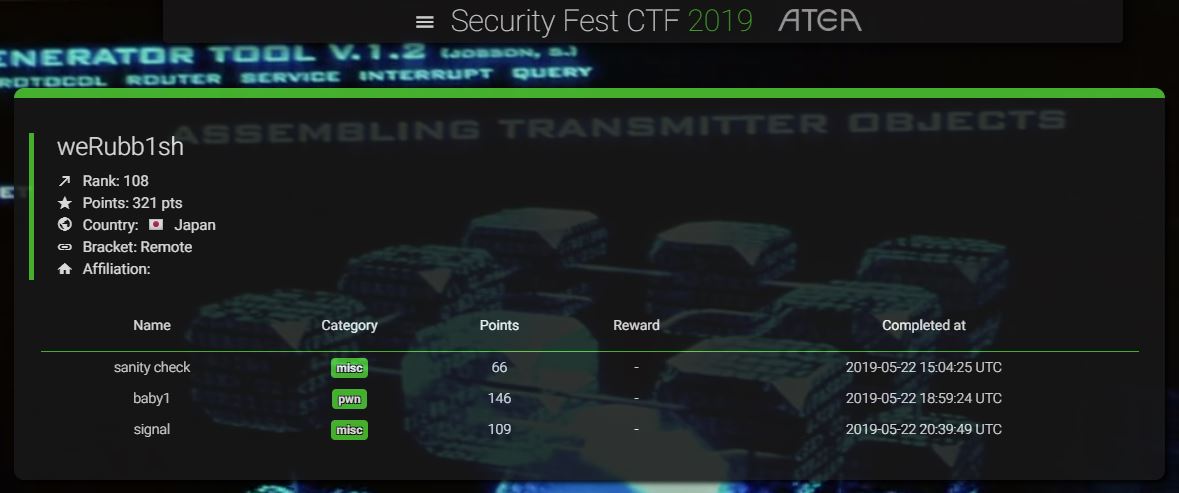 Security Fest CTF 2019 ATEA
ENERATOR TOOL V.1.2 (JOBSON, S.)
ROTOCOL ROUTER SERVICE INTERRUPT QUERY
ASSEMBLING TRANSMITTER OBJECTS
weRubb1sh
Rank: 108
Points: 321 pts
Country: Japan
Bracket: Remote
Affiliation:
Name Category Points Reward Completed at
sanity check misc 66 - 2019-05-22 15:04:25 UTC
baby1 pwn 146 - 2019-05-22 18:59:24 UTC
signal misc 109 - 2019-05-22 20:39:49 UTC